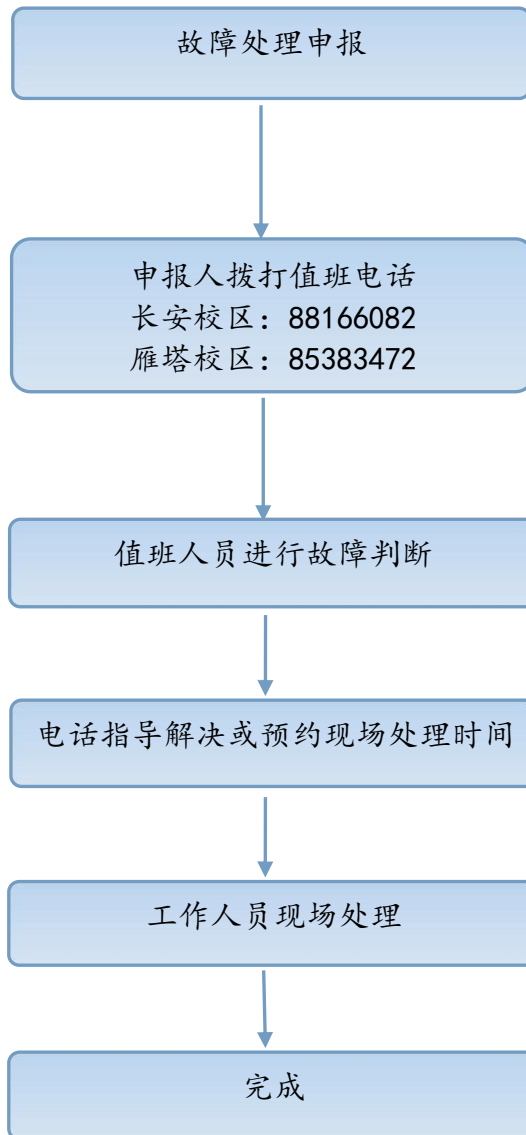 故障处理申报
申报人拨打值班电话
长安校区：88166082
雁塔校区：85383472
值班人员进行故障判断
电话指导解决或预约现场处理时间
工作人员现场处理
完成